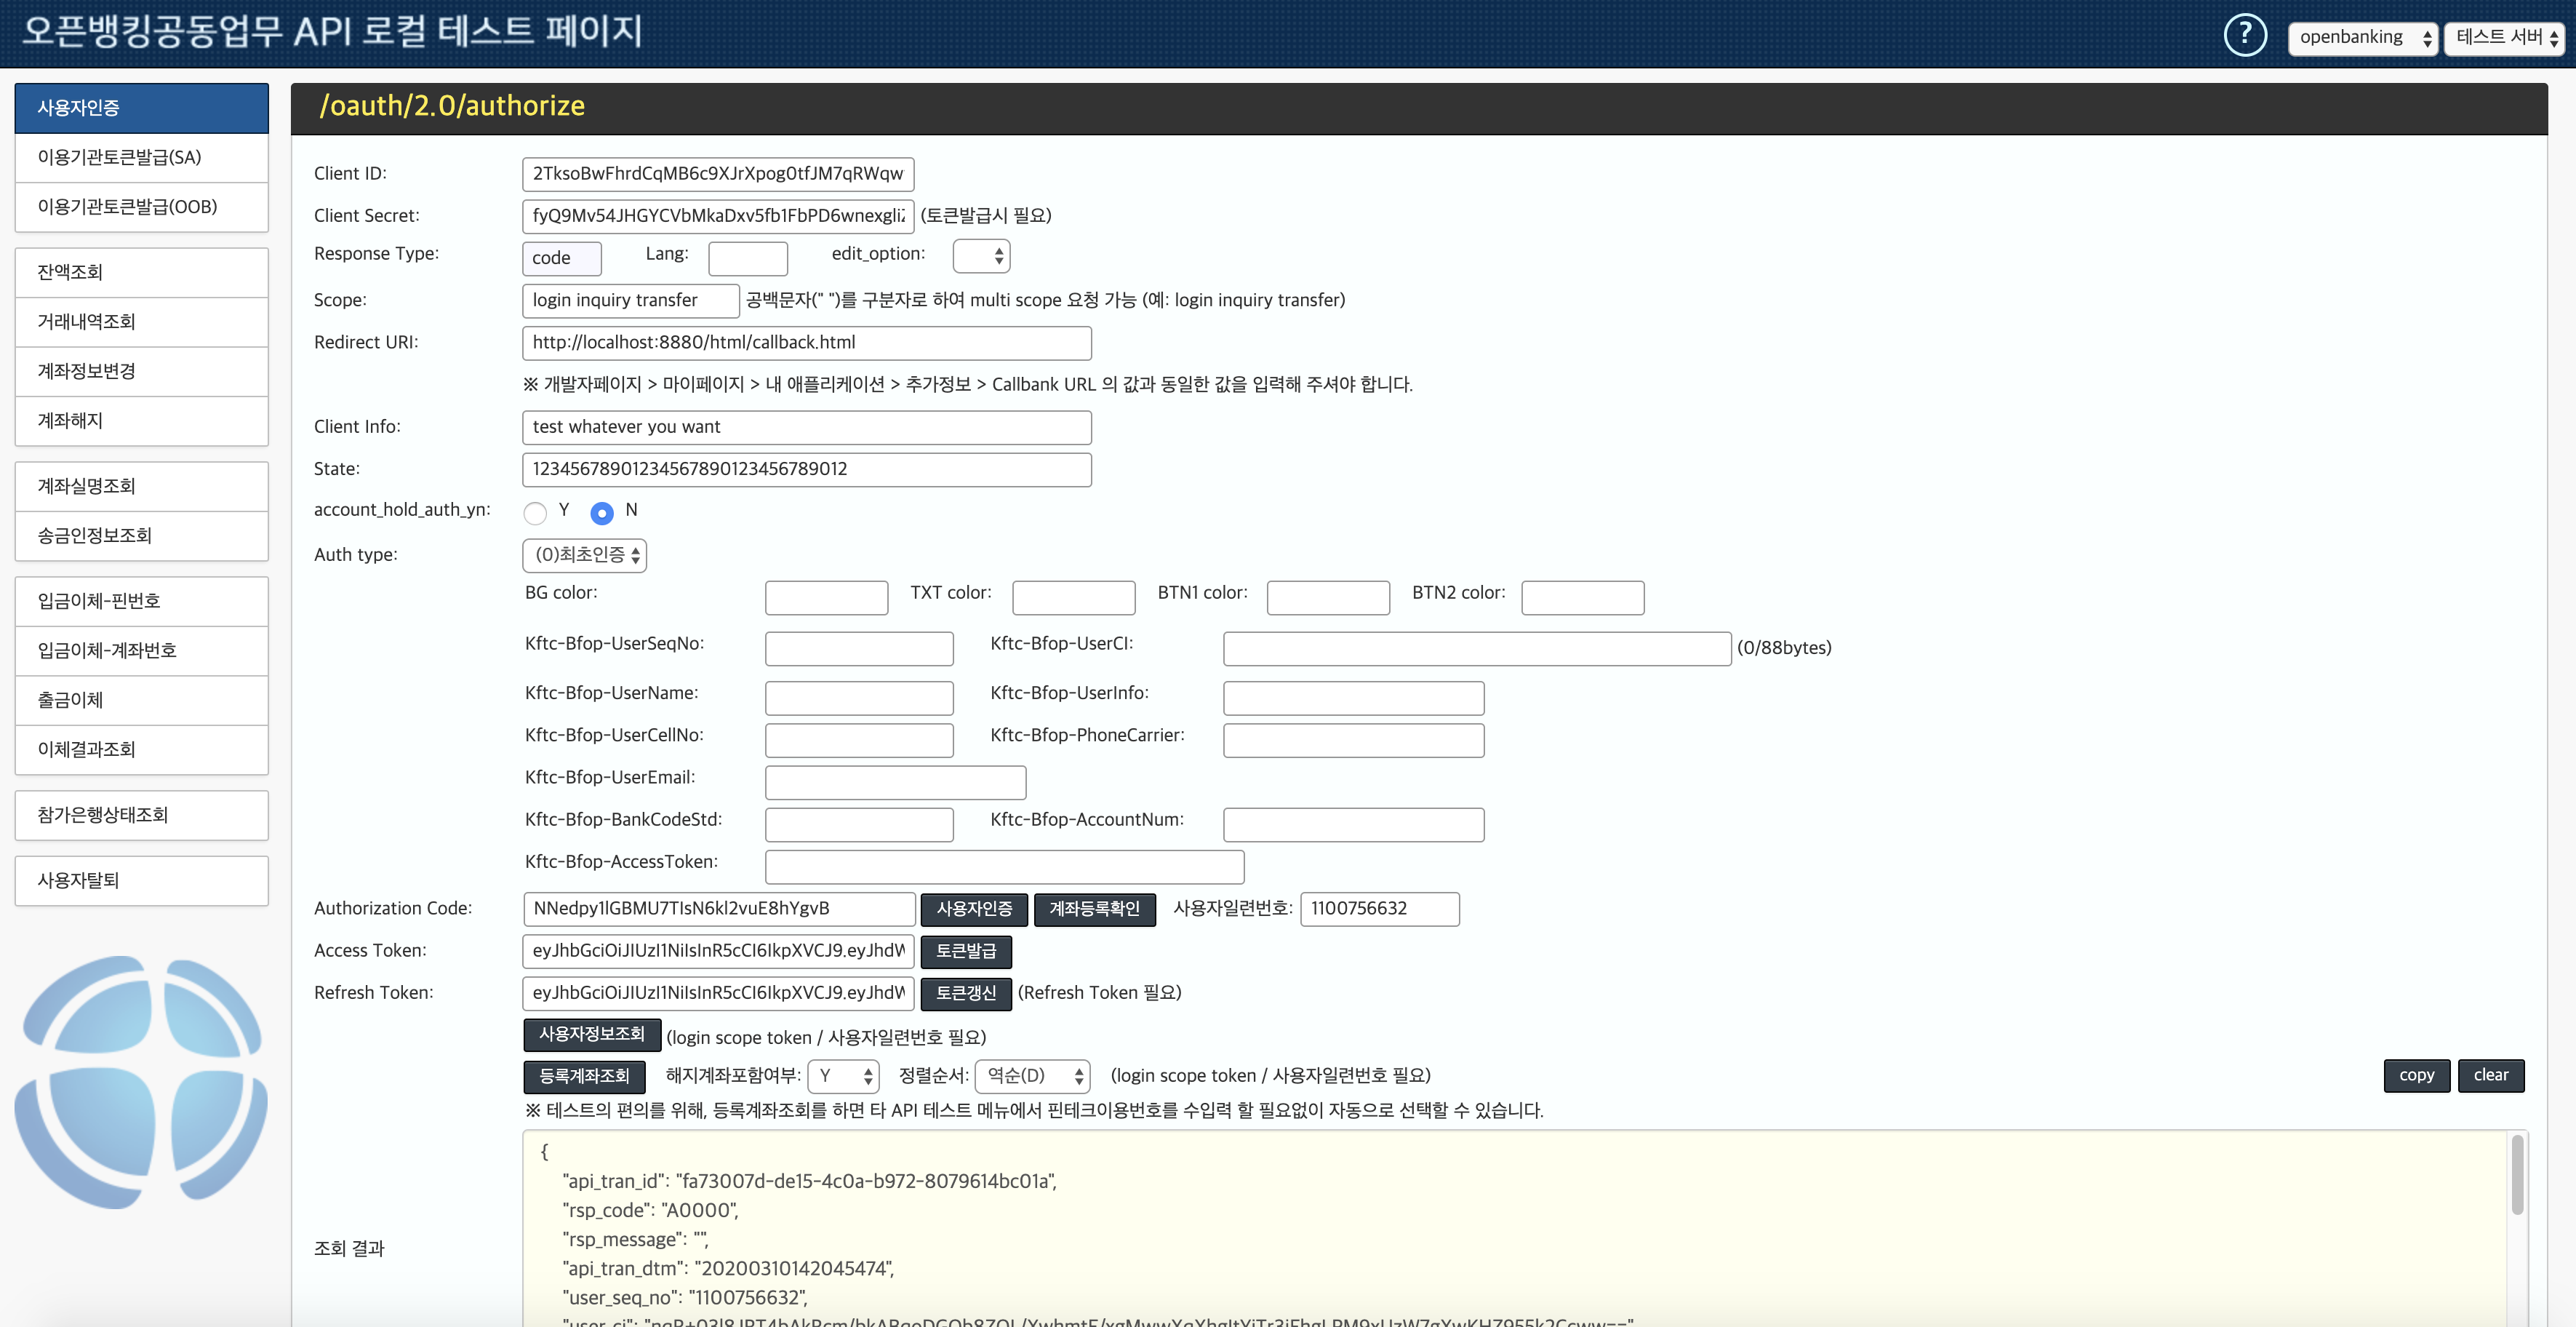 오픈뱅킹공동업무 API 로컬 테스트 페이지
? openbanking 테스트 서버
사용자인증
이용기관토큰발급(SA)
이용기관토큰발급(OOB)
잔액조회
거래내역조회
계좌정보변경
계좌해지
계좌실명조회
송금인정보조회
입금이체-핀번호
입금이체-계좌번호
출금이체
이체결과조회
참가은행상태조회
사용자탈퇴
/oauth/2.0/authorize
Client ID: 2TksoBwFhrdCqMB6c9XJrXpog0tfJM7qRWqw
Client Secret: fyQ9Mv54JHGYCVbMkaDxv5fb1FbPD6wnexgliZ (토큰발급시 필요)
Response Type: code Lang: edit_option:
Scope: login inquiry transfer 공백문자(" ")를 구분자로 하여 multi scope 요청 가능 (예: login inquiry transfer)
Redirect URI: http://localhost:8880/html/callback.html
※ 개발자페이지 > 마이페이지 > 내 애플리케이션 > 추가정보 > Callbank URL 의 값과 동일한 값을 입력해 주셔야 합니다.
Client Info: test whatever you want
State: 12345678901234567890123456789012
account_hold_auth_yn: Y N
Auth type: (0)최초인증
BG color: TXT color: BTN1 color: BTN2 color:
Kftc-Bfop-UserSeqNo: Kftc-Bfop-UserCI: (0/88bytes)
Kftc-Bfop-UserName: Kftc-Bfop-UserInfo:
Kftc-Bfop-UserCellNo: Kftc-Bfop-PhoneCarrier:
Kftc-Bfop-UserEmail:
Kftc-Bfop-BankCodeStd: Kftc-Bfop-AccountNum:
Kftc-Bfop-AccessToken:
Authorization Code: NNedpy1lGBMU7TIsN6kl2vuE8hYgvB 사용자인증 계좌등록확인 사용자일련번호: 1100756632
Access Token: eyJhbGciOiJIUzI1NiIsInR5cCI6IkpXVCJ9.eyJhdW 토큰발급
Refresh Token: eyJhbGciOiJIUzI1NiIsInR5cCI6IkpXVCJ9.eyJhdW 토큰갱신 (Refresh Token 필요)
사용자정보조회 (login scope token / 사용자일련번호 필요)
등록계좌조회 해지계좌포함여부: Y 정렬순서: 역순(D) (login scope token / 사용자일련번호 필요) copy clear
※ 테스트의 편의를 위해, 등록계좌조회를 하면 타 API 테스트 메뉴에서 핀테크이용번호를 수입력 할 필요없이 자동으로 선택할 수 있습니다.
조회 결과
{
"api_tran_id": "fa73007d-de15-4c0a-b972-8079614bc01a",
"rsp_code": "A0000",
"rsp_message": "",
"api_tran_dtm": "20200310142045474",
"user_seq_no": "1100756632",
"user_ci":